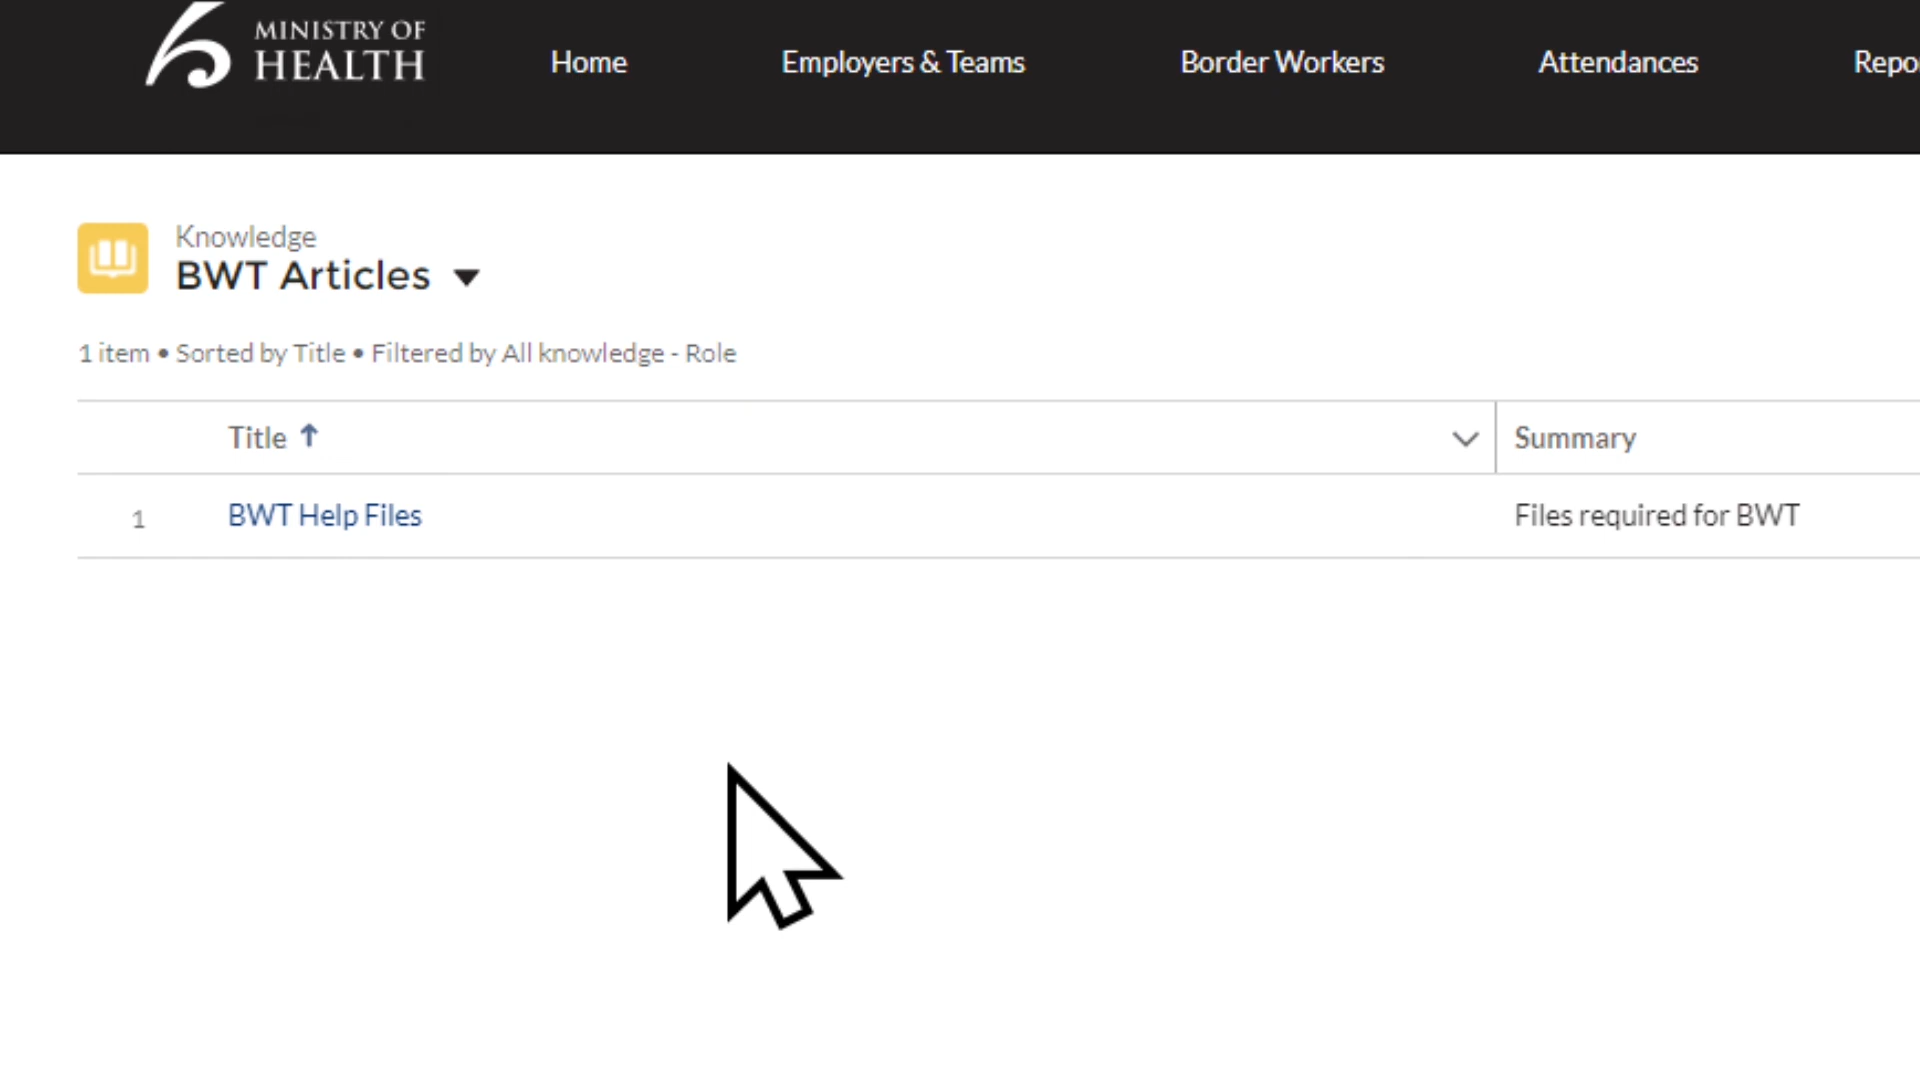 MINISTRY OF
HEALTH
Home
Employers & Teams
Border Workers
Attendances
Repo
Knowledge
BWT Articles
1 item • Sorted by Title • Filtered by All knowledge - Role
Title
Summary
1
BWT Help Files
Files required for BWT